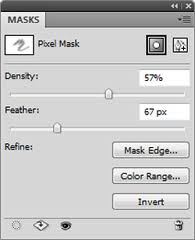 MASKS
Pixel Mask
Density: 57%
Feather: 67 px
Refine: Mask Edge...
Color Range...
Invert